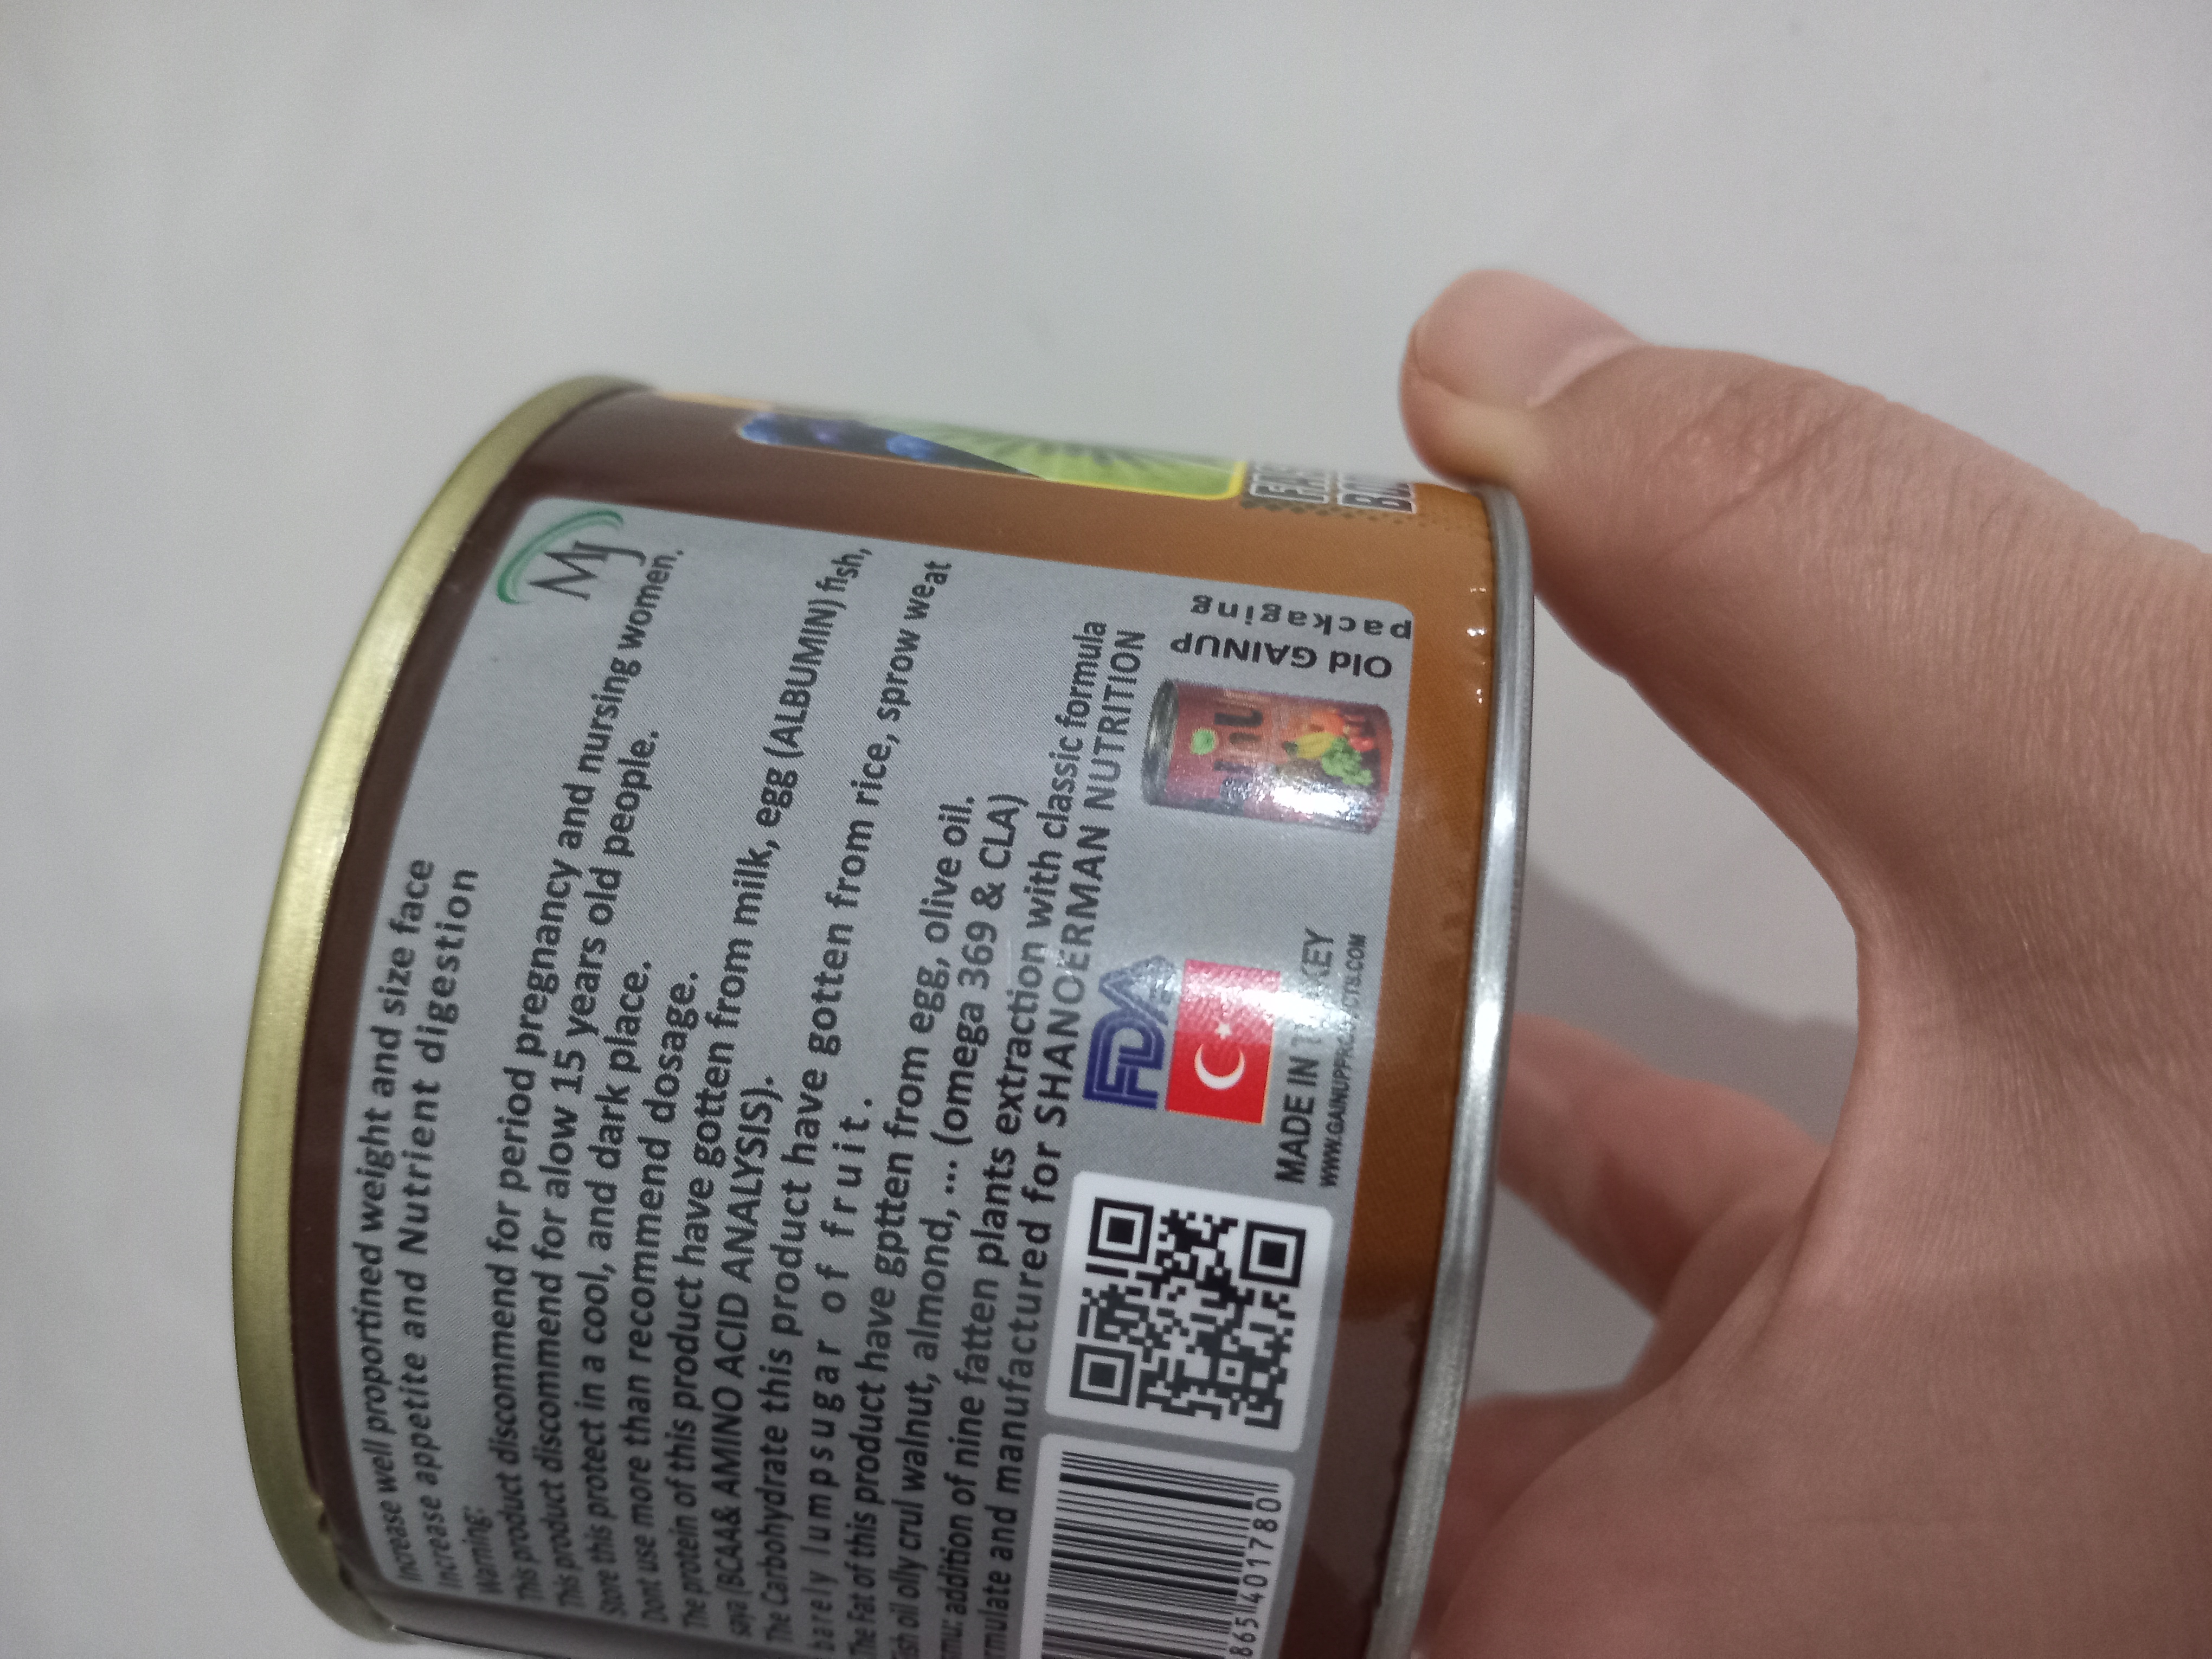 MJ
Increase well proportined weight and size face
Increase appetite and Nutrient digestion
Warning:
This product discommend for period pregnancy and nursing women.
This product discommend for alow 15 years old people.
Store this protect in a cool, and dark place.
Dont use more than recommend dosage.
The protein of this product have gotten from milk, egg (ALBUMIN) fish,
soya (BCAA& AMINO ACID ANALYSIS).
The Carbohydrate this product have gotten from rice, sprow weat
barely lumpsugar of fruit.
The Fat of this product have gptten from egg, olive oil.
fish oil olly crul walnut, almond, ... (omega 369 & CLA)
addition of nine fatten plants extraction with classic formula
and manufactured for SHANOERMAN NUTRITION
865401780
FDA
MADE IN
Old GAINUP
packaging